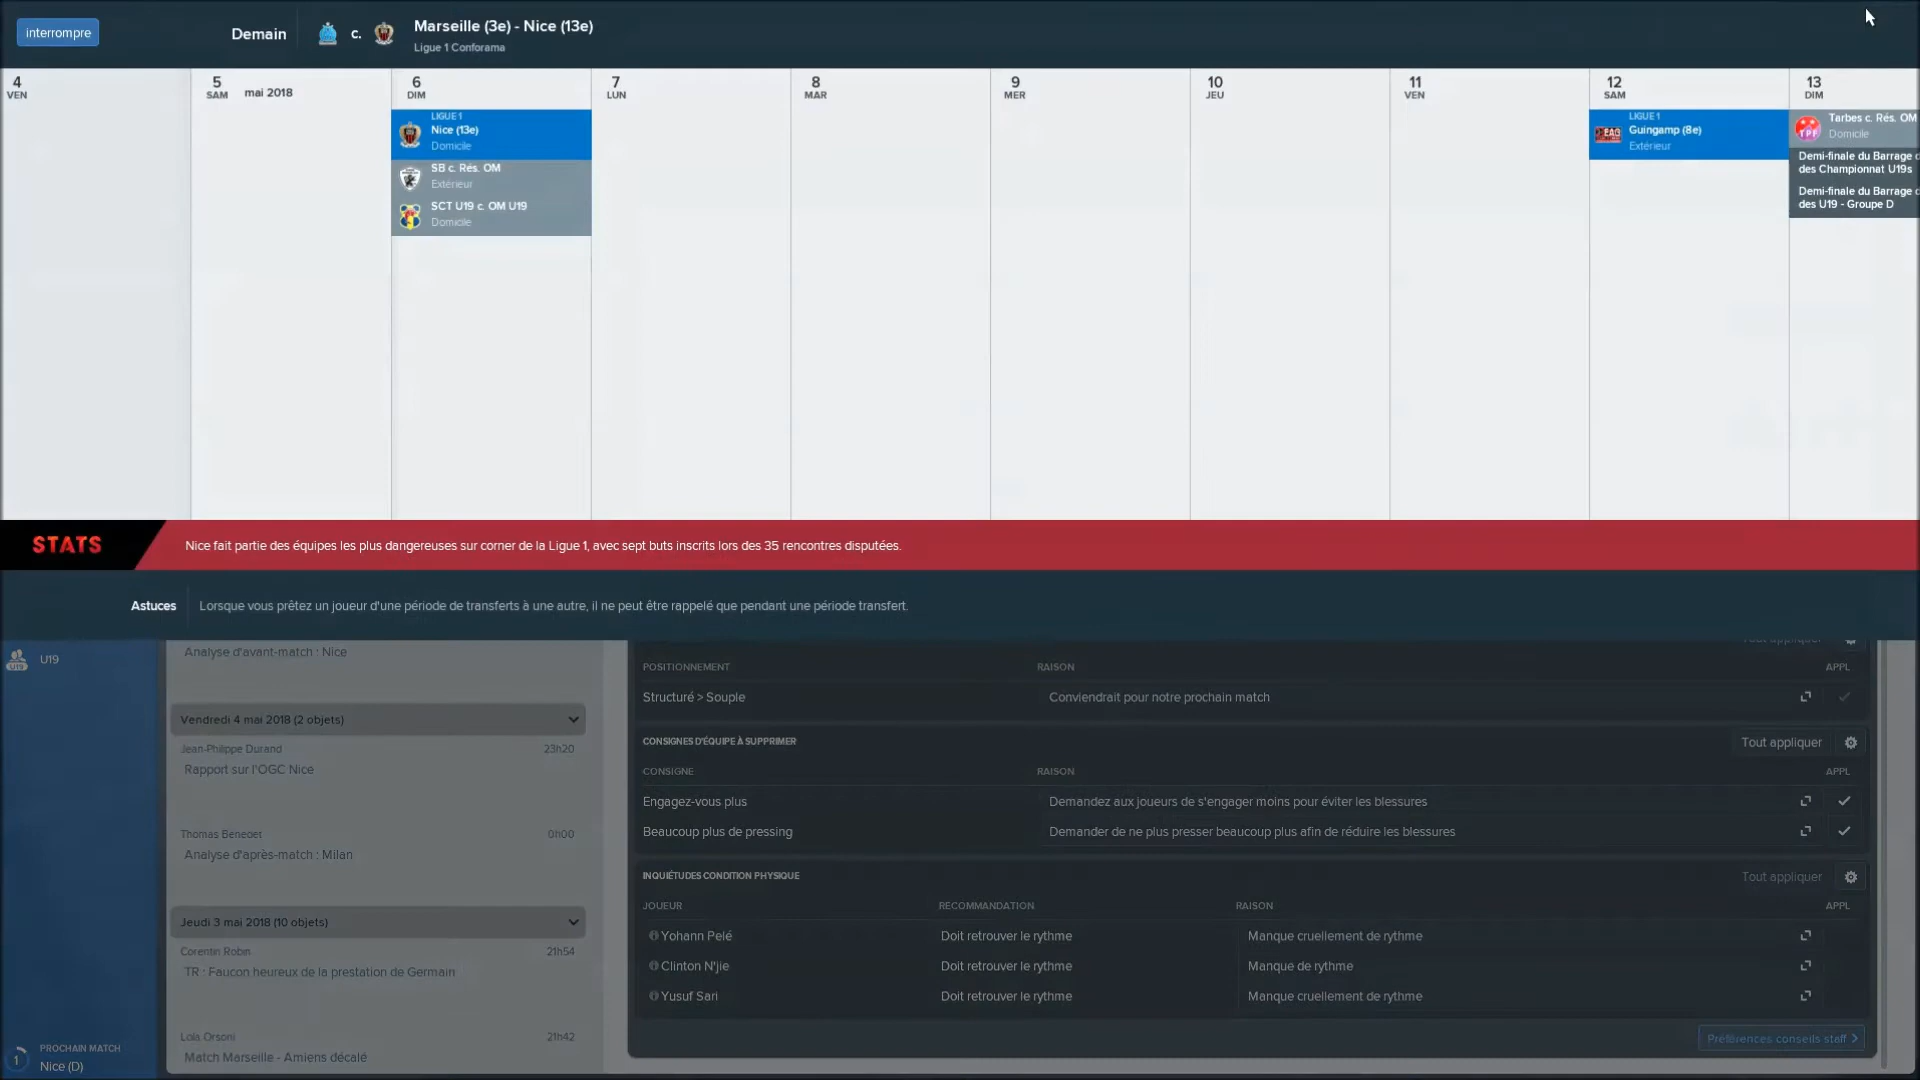 interrompre
Demain
c.
Marseille (3e) - Nice (13e)
Ligue 1 Conforama
4
VEN
5
SAM
mai 2018
6
DIM
7
LUN
8
MAR
9
MER
10
JEU
11
VEN
12
SAM
13
DIM
LIGUE 1
Nice (13e)
Domicile
SB c. Rés. OM
Extérieur
SCT U19 c. OM U19
Domicile
LIGUE 1
Guingamp (8e)
Extérieur
Tarbes c. Rés. OM
Domicile
Demi-finale du Barrage
des Championnat U19s
Demi-finale du Barrage
des U19 - Groupe D
STATS
Nice fait partie des équipes les plus dangereuses sur corner de la Ligue 1, avec sept buts inscrits lors des 35 rencontres disputées.
Astuces
Lorsque vous prêtez un joueur d'une période de transferts à une autre, il ne peut être rappelé que pendant une période transfert.
U19
Analyse d'avant-match : Nice
Tout appliquer
POSITIONNEMENT
RAISON
APPL
Structuré > Souple
Conviendrait pour notre prochain match
Vendredi 4 mai 2018 (2 objets)
Jean-Philippe Durand
23h20
Rapport sur l'OGC Nice
Thomas Benedet
0h00
Analyse d'après-match : Milan
Jeudi 3 mai 2018 (10 objets)
Corentin Robin
21h54
TR : Faucon heureux de la prestation de Germain
Lola Orsoni
21h42
Match Marseille - Amiens décalé
CONSIGNES D'ÉQUIPE À SUPPRIMER
Tout appliquer
CONSIGNE
RAISON
APPL
Engagez-vous plus
Demandez aux joueurs de s'engager moins pour éviter les blessures
Beaucoup plus de pressing
Demander de ne plus presser beaucoup plus afin de réduire les blessures
INQUIÉTUDES CONDITION PHYSIQUE
Tout appliquer
JOUEUR
RECOMMANDATION
RAISON
APPL
Yohann Pelé
Doit retrouver le rythme
Manque cruellement de rythme
Clinton N'jie
Doit retrouver le rythme
Manque de rythme
Yusuf Sari
Doit retrouver le rythme
Manque cruellement de rythme
Préférences conseils staff >
1
PROCHAIN MATCH
Nice (D)